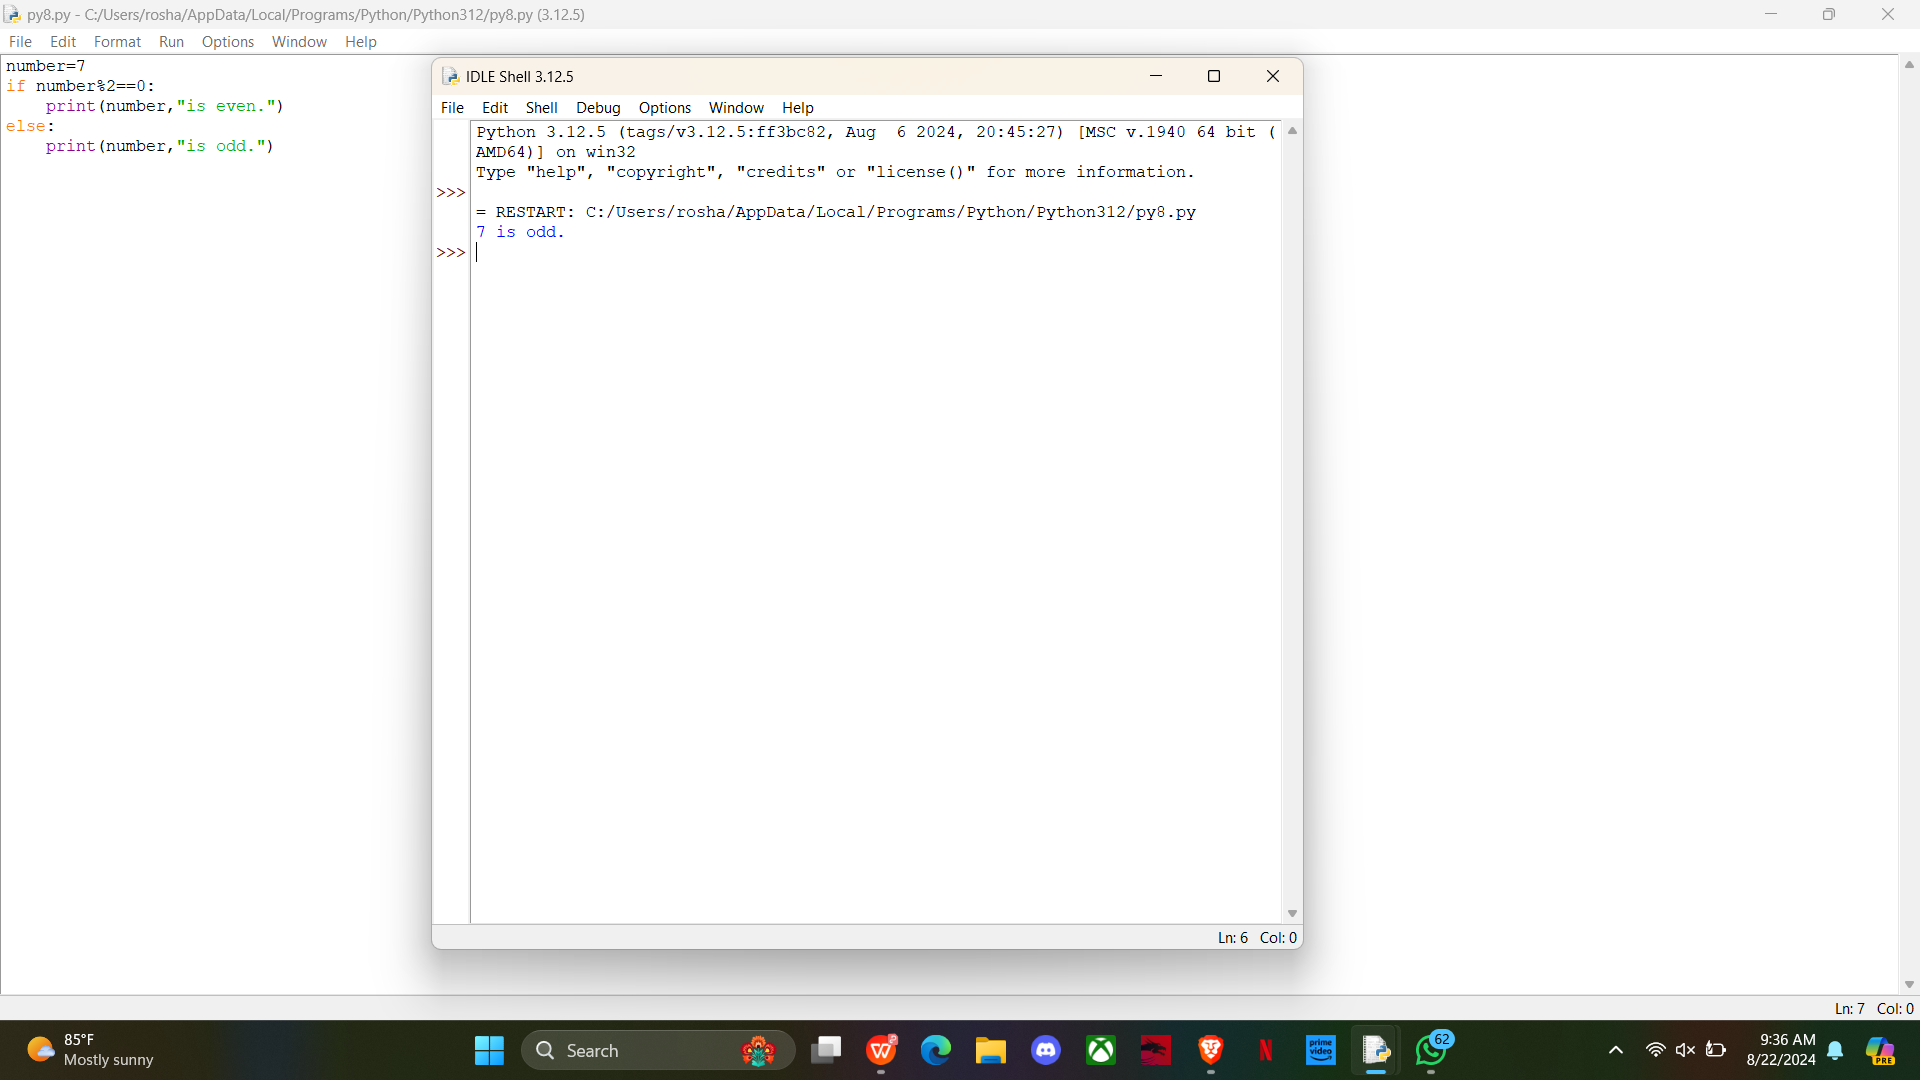 py8.py - C:/Users/rosha/AppData/Local/Programs/Python/Python312/py8.py (3.12.5)
File Edit Format Run Options Window Help
number=7
if number%2==0:
    print(number,"is even.")
else:
    print(number,"is odd.")
IDLE Shell 3.12.5
File Edit Shell Debug Options Window Help
Python 3.12.5 (tags/v3.12.5:ff3bc82, Aug  6 2024, 20:45:27) [MSC v.1940 64 bit (
AMD64)] on win32
Type "help", "copyright", "credits" or "license()" for more information.
>>>
= RESTART: C:/Users/rosha/AppData/Local/Programs/Python/Python312/py8.py
7 is odd.
>>>
Ln: 6 Col: 0
Ln: 7 Col: 0
85°F
Mostly sunny
Search
prime video
62
9:36 AM
8/22/2024
PRE